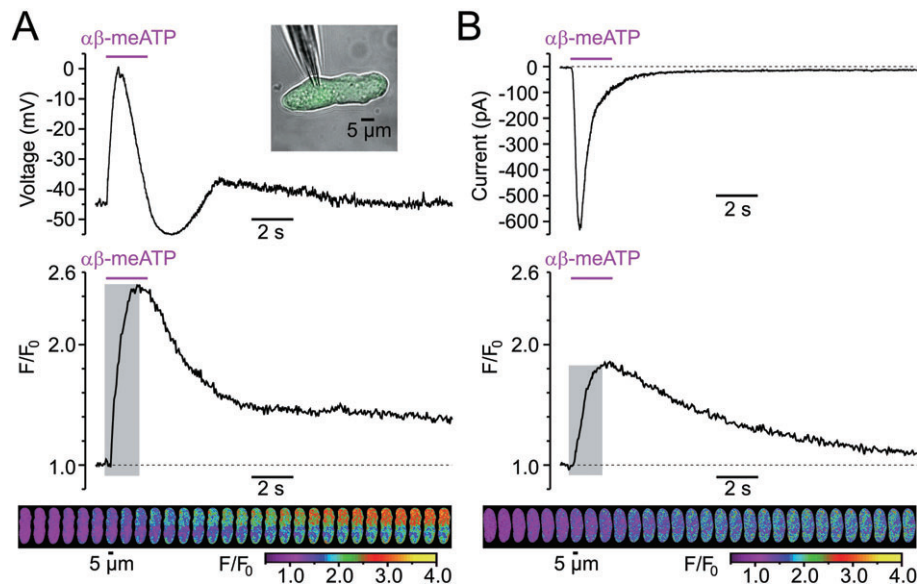 A
αβ-meATP
0
-10
-20
-30
-40
-50
Voltage (mV)
5 µm
2 s
αβ-meATP
2.6
2.0
1.0
F/F0
2 s
5 µm
F/F0
1.0 2.0 3.0 4.0
B
αβ-meATP
0
-100
-200
-300
-400
-500
-600
Current (pA)
2 s
αβ-meATP
2.6
2.0
1.0
F/F0
2 s
5 µm
F/F0
1.0 2.0 3.0 4.0